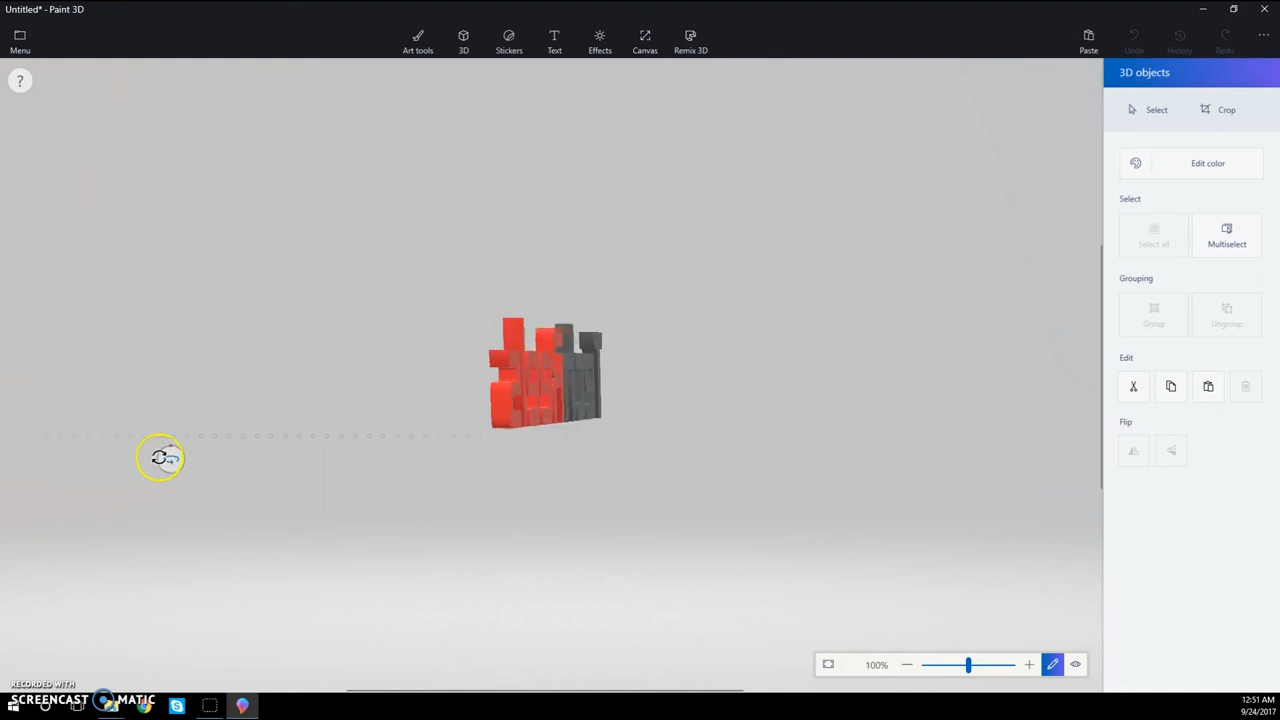 Untitled* - Paint 3D
Menu
Art tools
3D
Stickers
Text
Effects
Canvas
Remix 3D
Paste
Undo
History
Redo
?
3D objects
Select
Crop
Edit color
Select
Select all
Multiselect
Grouping
Group
Ungroup
Edit
Flip
100%
RECORDED WITH
SCREENCAST MATIC
12:51 AM
9/24/2017